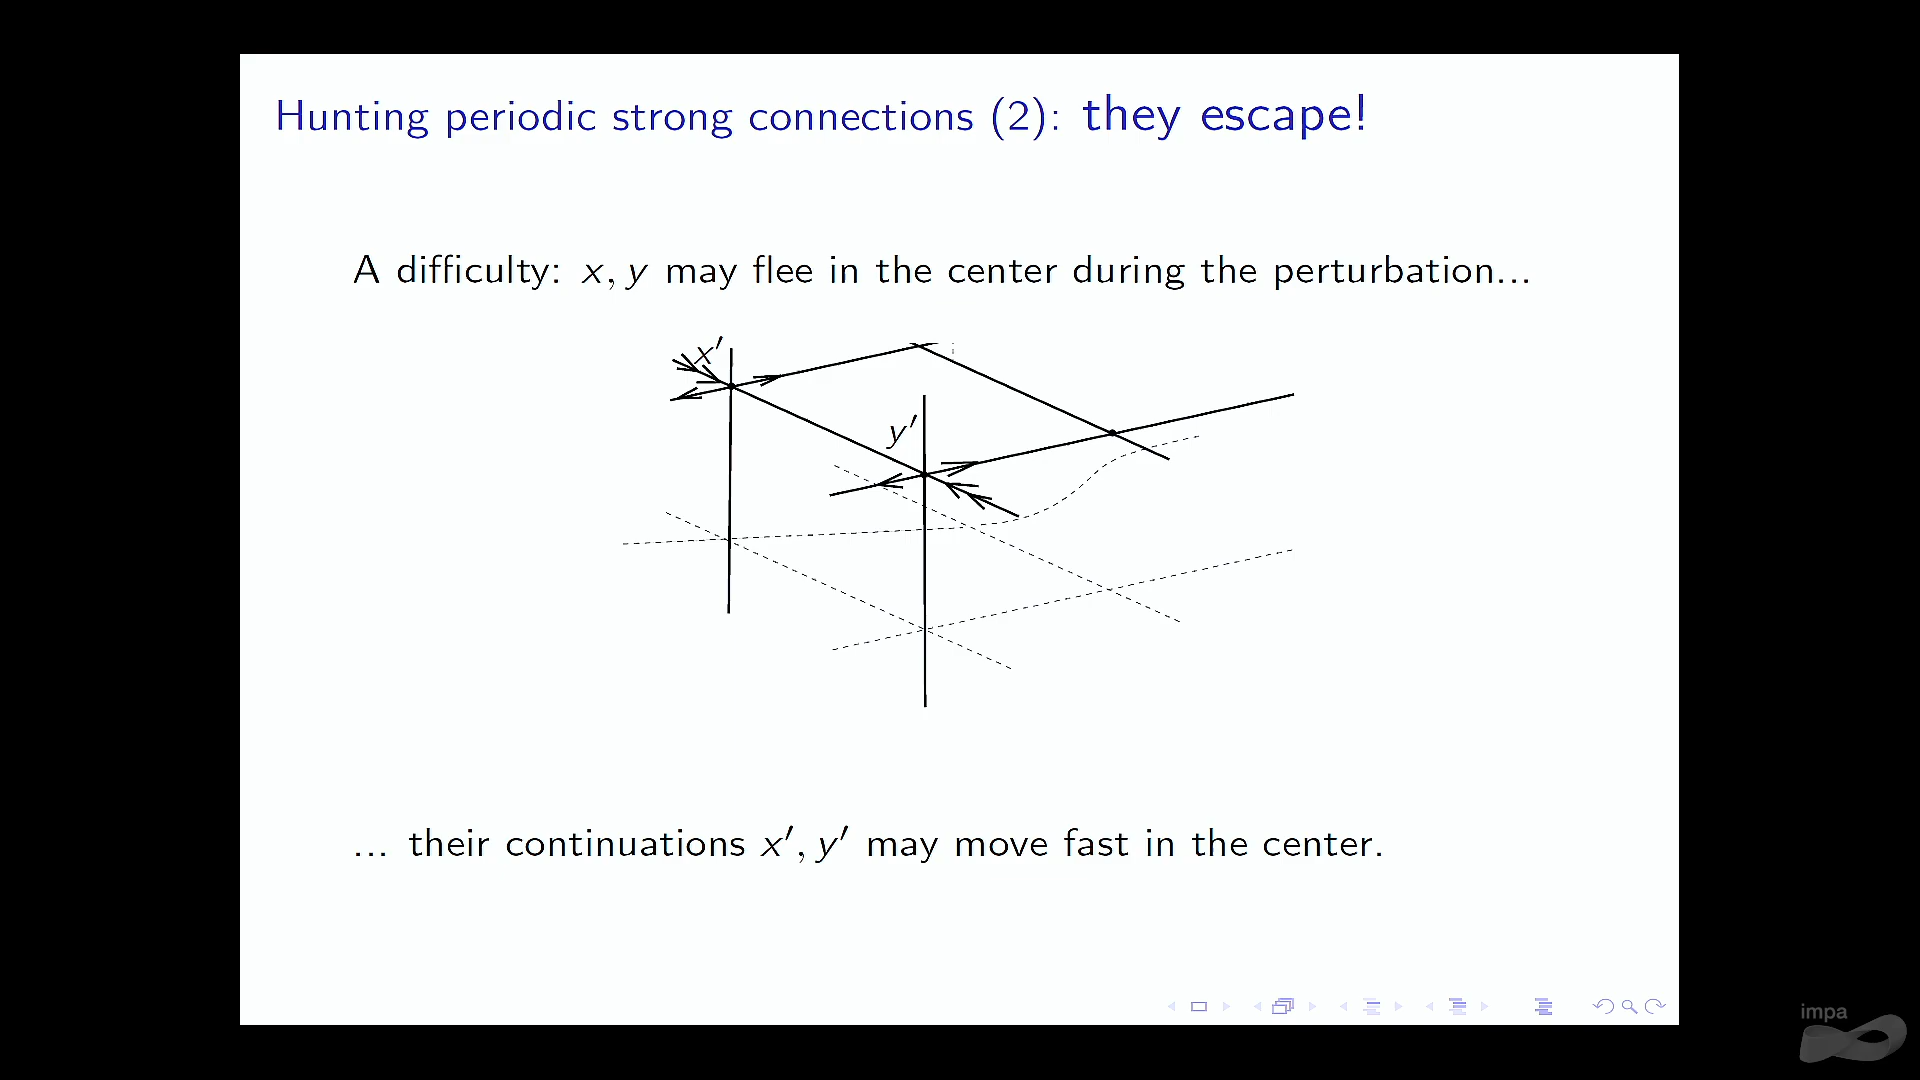 Hunting periodic strong connections (2): they escape!
A difficulty: x, y may flee in the center during the perturbation...
x′
y′
... their continuations x′, y′ may move fast in the center.
impa